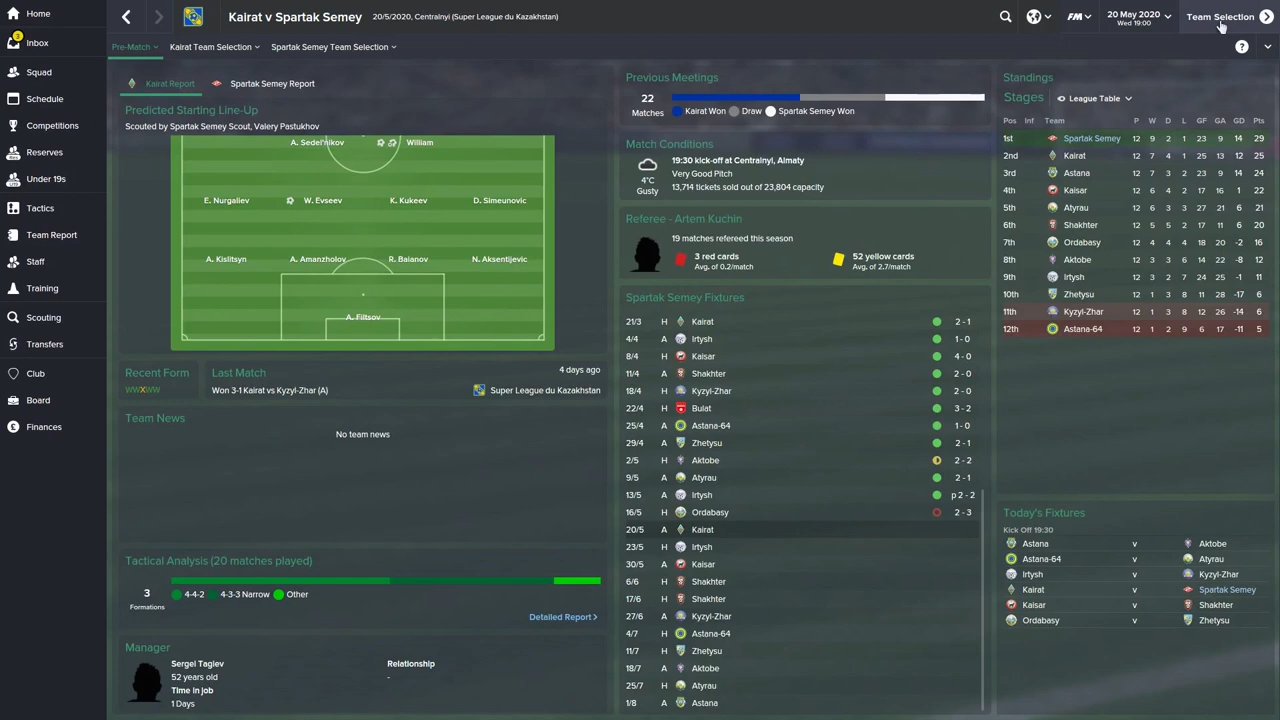 Home
3
Inbox
Squad
Schedule
Competitions
Reserves
Under 19s
Tactics
Team Report
Staff
Training
Scouting
Transfers
Club
Board
Finances
Kairat v Spartak Semey
20/5/2020, Centralnyi (Super League du Kazakhstan)
FM
20 May 2020
Wed 19:00
Team Selection
Pre-Match
Kairat Team Selection
Spartak Semey Team Selection
?
Kairat Report
Spartak Semey Report
Predicted Starting Line-Up
Scouted by Spartak Semey Scout, Valery Pastukhov
A. Sedel'nikov William
E. Nurgaliev W. Evseev K. Kukeev D. Simeunovic
A. Kislitsyn A. Amanzholov R. Baianov N. Aksentijevic
A. Filtsov
Recent Form
WWXWW
Last Match 4 days ago
Won 3-1 Kairat vs Kyzyl-Zhar (A) Super League du Kazakhstan
Team News
No team news
Tactical Analysis (20 matches played)
3
Formations
4-4-2 4-3-3 Narrow Other
Detailed Report >
Manager
Sergei Tagiev
52 years old
Time in job
1 Days
Relationship
-
Previous Meetings
22
Matches
Kairat Won Draw Spartak Semey Won
Match Conditions
4°C
Gusty
19:30 kick-off at Centralnyi, Almaty
Very Good Pitch
13,714 tickets sold out of 23,804 capacity
Referee - Artem Kuchin
19 matches refereed this season
3 red cards
Avg. of 0.2/match
52 yellow cards
Avg. of 2.7/match
Spartak Semey Fixtures
21/3 H Kairat 2 - 1
4/4 A Irtysh 1 - 0
8/4 H Kaisar 4 - 0
11/4 A Shakhter 2 - 0
18/4 H Kyzyl-Zhar 2 - 0
22/4 H Bulat 3 - 2
25/4 A Astana-64 1 - 0
29/4 A Zhetysu 2 - 1
2/5 H Aktobe 2 - 2
9/5 A Atyrau 2 - 1
13/5 A Irtysh p 2 - 2
16/5 H Ordabasy 2 - 3
20/5 A Kairat
23/5 H Irtysh
30/5 A Kaisar
6/6 H Shakhter
17/6 H Shakhter
27/6 A Kyzyl-Zhar
4/7 H Astana-64
11/7 H Zhetysu
18/7 A Aktobe
25/7 H Atyrau
1/8 A Astana
Standings
Stages League Table
Pos Inf Team P W D L GF GA GD Pts
1st Spartak Semey 12 9 2 1 23 9 14 29
2nd Kairat 12 7 4 1 25 13 12 25
3rd Astana 12 7 3 2 23 9 14 24
4th Kaisar 12 6 4 2 17 16 1 22
5th Atyrau 12 6 3 3 27 21 6 21
6th Shakhter 12 5 5 2 17 11 6 20
7th Ordabasy 12 4 4 4 18 20 -2 16
8th Aktobe 12 3 3 6 14 22 -8 12
9th Irtysh 12 3 2 7 24 25 -1 11
10th Zhetysu 12 1 3 8 11 28 -17 6
11th Kyzyl-Zhar 12 1 3 8 12 26 -14 6
12th Astana-64 12 1 2 9 6 17 -11 5
Today's Fixtures
Kick Off 19:30
Astana v Aktobe
Astana-64 v Atyrau
Irtysh v Kyzyl-Zhar
Kairat v Spartak Semey
Kaisar v Shakhter
Ordabasy v Zhetysu